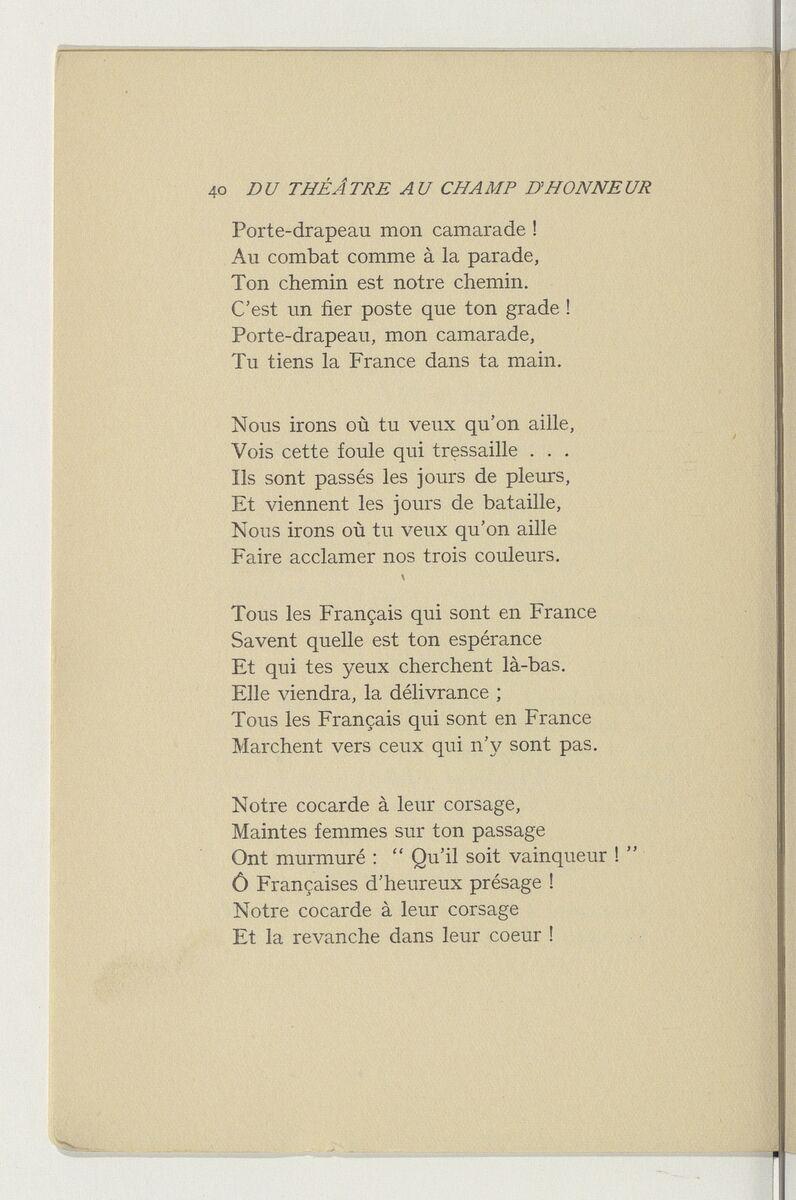 40 DU THÉÂTRE AU CHAMP D'HONNEUR
Porte-drapeau mon camarade !
Au combat comme à la parade,
Ton chemin est notre chemin.
C'est un fier poste que ton grade !
Porte-drapeau, mon camarade,
Tu tiens la France dans ta main.
Nous irons où tu veux qu'on aille,
Vois cette foule qui tressaille . . .
Ils sont passés les jours de pleurs,
Et viennent les jours de bataille,
Nous irons où tu veux qu'on aille
Faire acclamer nos trois couleurs.
Tous les Français qui sont en France
Savent quelle est ton espérance
Et qui tes yeux cherchent là-bas.
Elle viendra, la délivrance ;
Tous les Français qui sont en France
Marchent vers ceux qui n'y sont pas.
Notre cocarde à leur corsage,
Maintes femmes sur ton passage
Ont murmuré : “ Qu'il soit vainqueur ! ”
Ô Françaises d'heureux présage !
Notre cocarde à leur corsage
Et la revanche dans leur coeur !